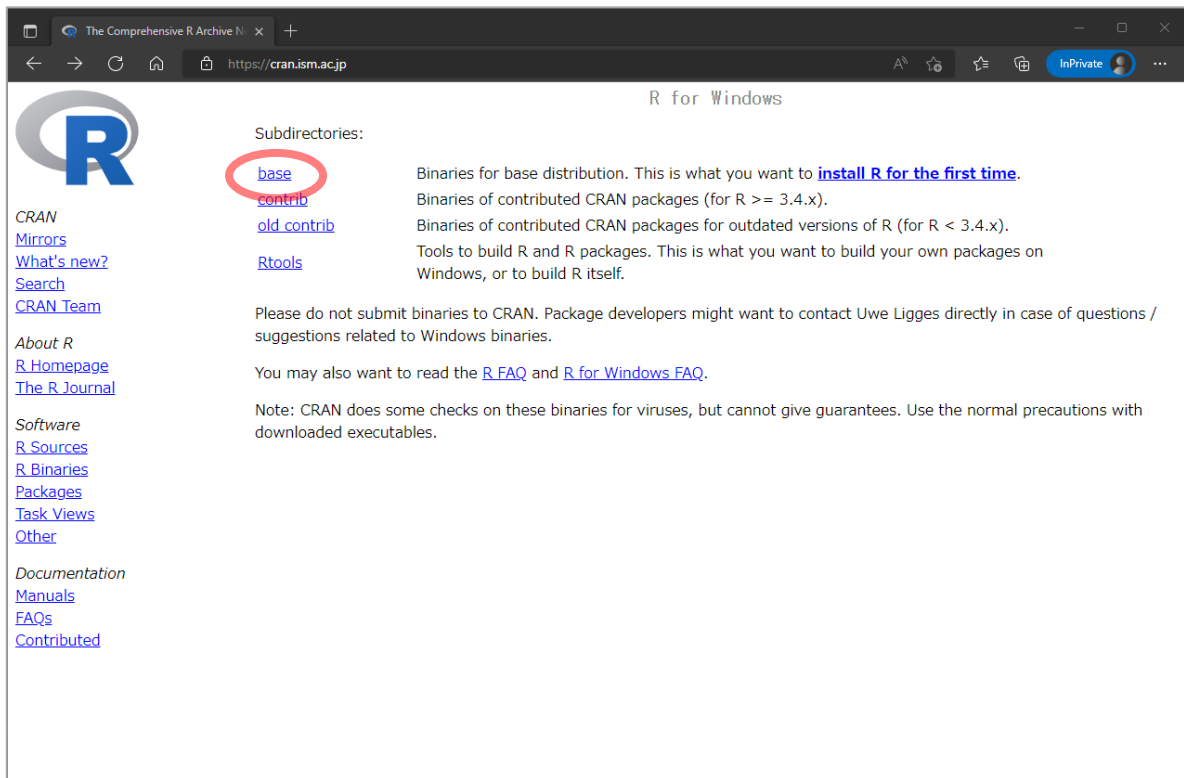 The Comprehensive R Archive N
https://cran.ism.ac.jp
InPrivate
R
R for Windows
Subdirectories:
base Binaries for base distribution. This is what you want to install R for the first time.
contrib Binaries of contributed CRAN packages (for R >= 3.4.x).
old contrib Binaries of contributed CRAN packages for outdated versions of R (for R < 3.4.x).
Rtools Tools to build R and R packages. This is what you want to build your own packages on
Windows, or to build R itself.
Please do not submit binaries to CRAN. Package developers might want to contact Uwe Ligges directly in case of questions /
suggestions related to Windows binaries.
You may also want to read the R FAQ and R for Windows FAQ.
Note: CRAN does some checks on these binaries for viruses, but cannot give guarantees. Use the normal precautions with
downloaded executables.
CRAN
Mirrors
What's new?
Search
CRAN Team
About R
R Homepage
The R Journal
Software
R Sources
R Binaries
Packages
Task Views
Other
Documentation
Manuals
FAQs
Contributed